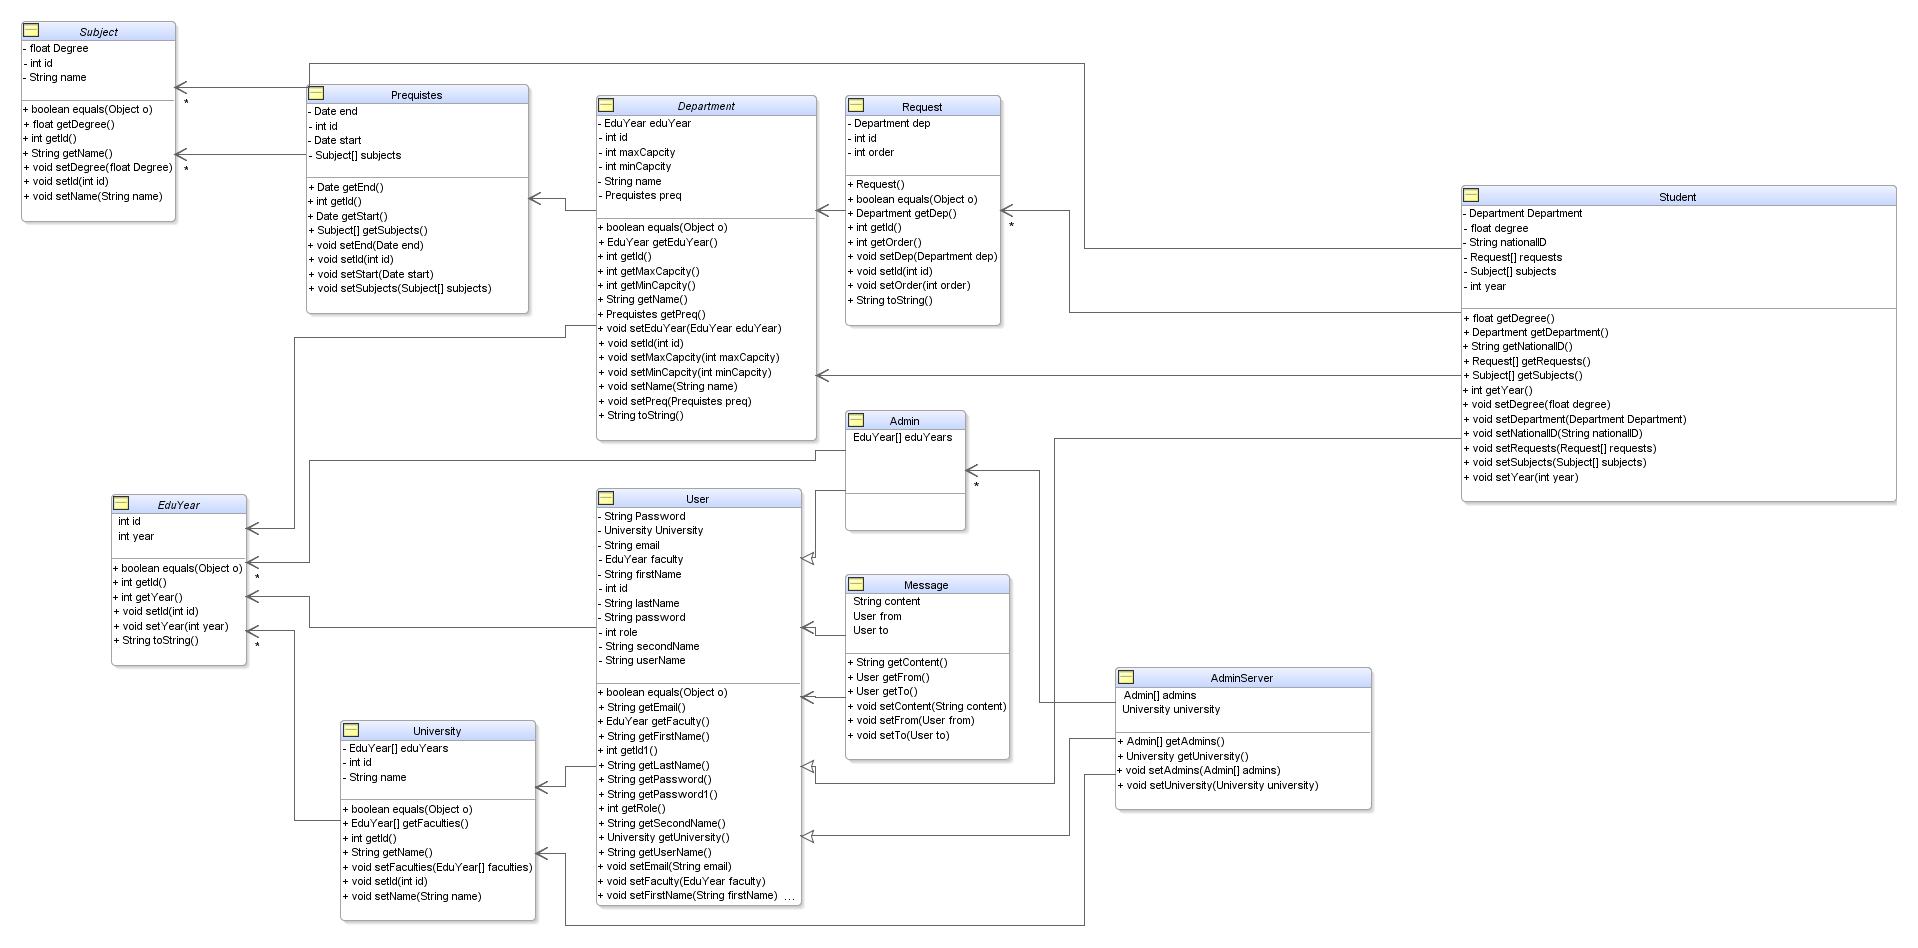 Subject
- float Degree
- int id
- String name
+ boolean equals(Object o)
+ float getDegree()
+ int getId()
+ String getName()
+ void setDegree(float Degree)
+ void setId(int id)
+ void setName(String name)
*
*
Prequistes
- Date end
- int id
- Date start
- Subject[] subjects
+ Date getEnd()
+ int getId()
+ Date getStart()
+ Subject[] getSubjects()
+ void setEnd(Date end)
+ void setId(int id)
+ void setStart(Date start)
+ void setSubjects(Subject[] subjects)
Department
- EduYear eduYear
- int id
- int maxCapcity
- int minCapcity
- String name
- Prequistes preq
+ boolean equals(Object o)
+ EduYear getEduYear()
+ int getId()
+ int getMaxCapcity()
+ int getMinCapcity()
+ String getName()
+ Prequistes getPreq()
+ void setEduYear(EduYear eduYear)
+ void setId(int id)
+ void setMaxCapcity(int maxCapcity)
+ void setMinCapcity(int minCapcity)
+ void setName(String name)
+ void setPreq(Prequistes preq)
+ String toString()
Request
- Department dep
- int id
- int order
+ Request()
+ boolean equals(Object o)
+ Department getDep()
+ int getId()
+ int getOrder()
+ void setDep(Department dep)
+ void setId(int id)
+ void setOrder(int order)
+ String toString()
*
Student
- Department Department
- float degree
- String nationalID
- Request[] requests
- Subject[] subjects
- int year
+ float getDegree()
+ Department getDepartment()
+ String getNationalID()
+ Request[] getRequests()
+ Subject[] getSubjects()
+ int getYear()
+ void setDegree(float degree)
+ void setDepartment(Department Department)
+ void setNationalID(String nationalID)
+ void setRequests(Request[] requests)
+ void setSubjects(Subject[] subjects)
+ void setYear(int year)
Admin
EduYear[] eduYears
*
EduYear
int id
int year
+ boolean equals(Object o)
+ int getId()
+ int getYear()
+ void setId(int id)
+ void setYear(int year)
+ String toString()
*
*
User
- String Password
- University University
- String email
- EduYear faculty
- String firstName
- int id
- String lastName
- String password
- int role
- String secondName
- String userName
+ boolean equals(Object o)
+ String getEmail()
+ EduYear getFaculty()
+ String getFirstName()
+ int getId1()
+ String getLastName()
+ String getPassword()
+ String getPassword1()
+ int getRole()
+ String getSecondName()
+ University getUniversity()
+ String getUserName()
+ void setEmail(String email)
+ void setFaculty(EduYear faculty)
+ void setFirstName(String firstName) ...
Message
String content
User from
User to
+ String getContent()
+ User getFrom()
+ User getTo()
+ void setContent(String content)
+ void setFrom(User from)
+ void setTo(User to)
AdminServer
Admin[] admins
University university
+ Admin[] getAdmins()
+ University getUniversity()
+ void setAdmins(Admin[] admins)
+ void setUniversity(University university)
University
- EduYear[] eduYears
- int id
- String name
+ boolean equals(Object o)
+ EduYear[] getFaculties()
+ int getId()
+ String getName()
+ void setFaculties(EduYear[] faculties)
+ void setId(int id)
+ void setName(String name)